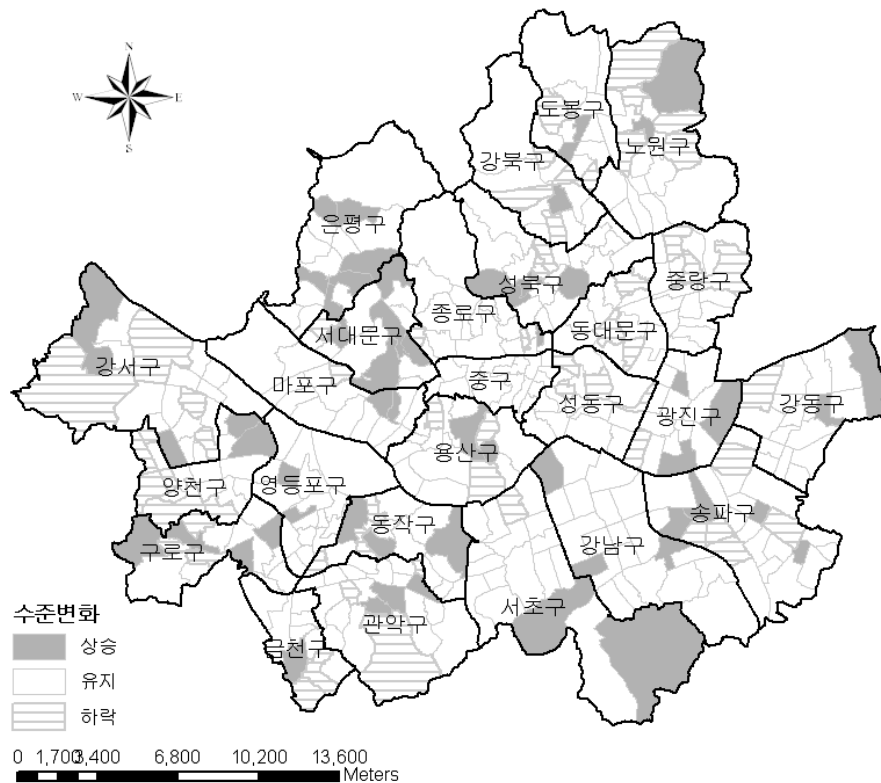 N
W E
S
도봉구
강북구
노원구
은평구
성북구
중랑구
종로구
서대문구
동대문구
강서구
마포구
중구
성동구
광진구
강동구
용산구
양천구
영등포구
송파구
동작구
구로구
강남구
서초구
관악구
금천구
수준변화
상승
유지
하락
0 1,700 3,400 6,800 10,200 13,600
Meters